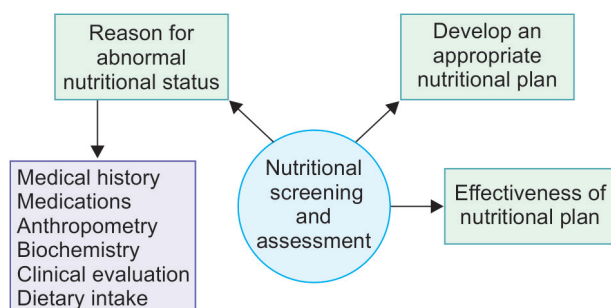 Reason for
abnormal
nutritional status
Develop an
appropriate
nutritional plan
Medical history
Medications
Anthropometry
Biochemistry
Clinical evaluation
Dietary intake
Nutritional
screening
and
assessment
Effectiveness of
nutritional plan